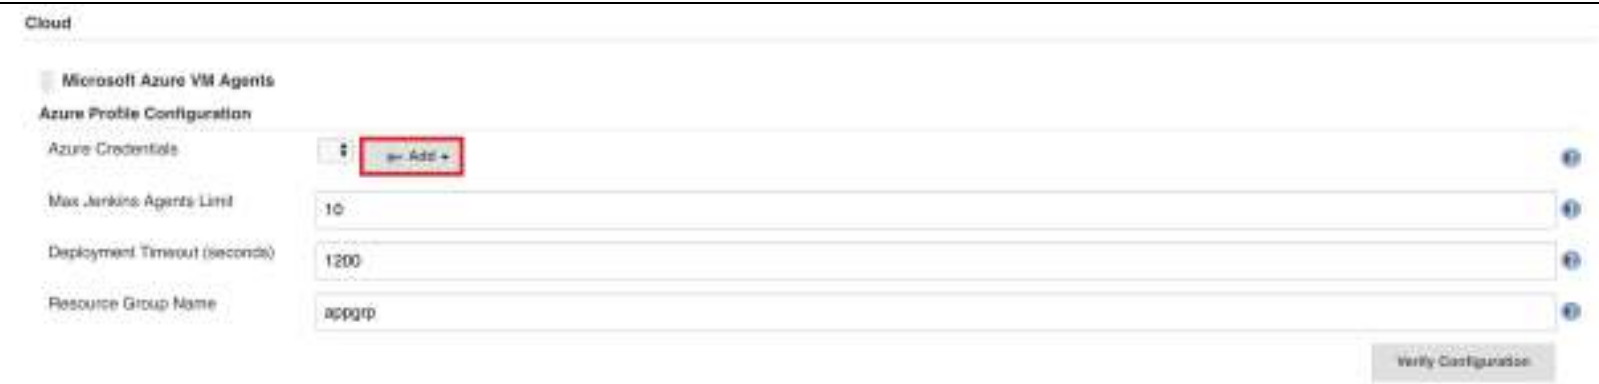 Cloud
Microsoft Azure VM Agents
Azure Profile Configuration
Azure Credentials
Add
Max Jenkins Agents Limit
10
Deployment Timeout (seconds)
1200
Resource Group Name
appgrp
Verify Configuration